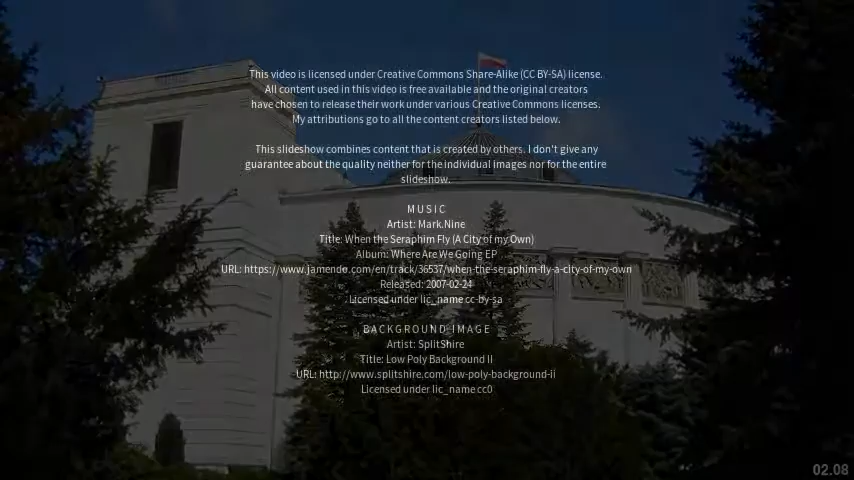 This video is licensed under Creative Commons Share-Alike (CC BY-SA) license.
All content used in this video is free available and the original creators
have chosen to release their work under various Creative Commons licenses.
My attributions go to all the content creators listed below.
This slideshow combines content that is created by others. I don't give any
guarantee about the quality neither for the individual images nor for the entire
slideshow.
MUSIC
Artist: Mark.Nine
Title: When the Seraphim Fly (A City of my Own)
Album: Where Are We Going EP
URL: https://www.jamendo.com/en/track/36537/when-the-seraphim-fly-a-city-of-my-own
Released: 2007-02-24
Licensed under lic_name cc-by-sa
BACKGROUND IMAGE
Artist: SplitShire
Title: Low Poly Background II
URL: http://www.splitshire.com/low-poly-background-ii
Licensed under lic_name cc0
02.08